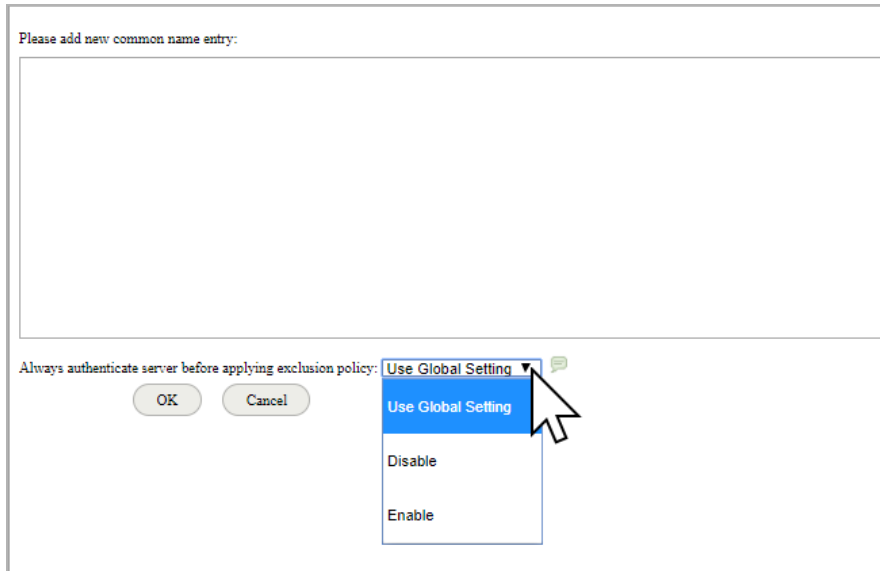 Please add new common name entry:
Always authenticate server before applying exclusion policy: Use Global Setting ▼
OK Cancel
Use Global Setting
Disable
Enable